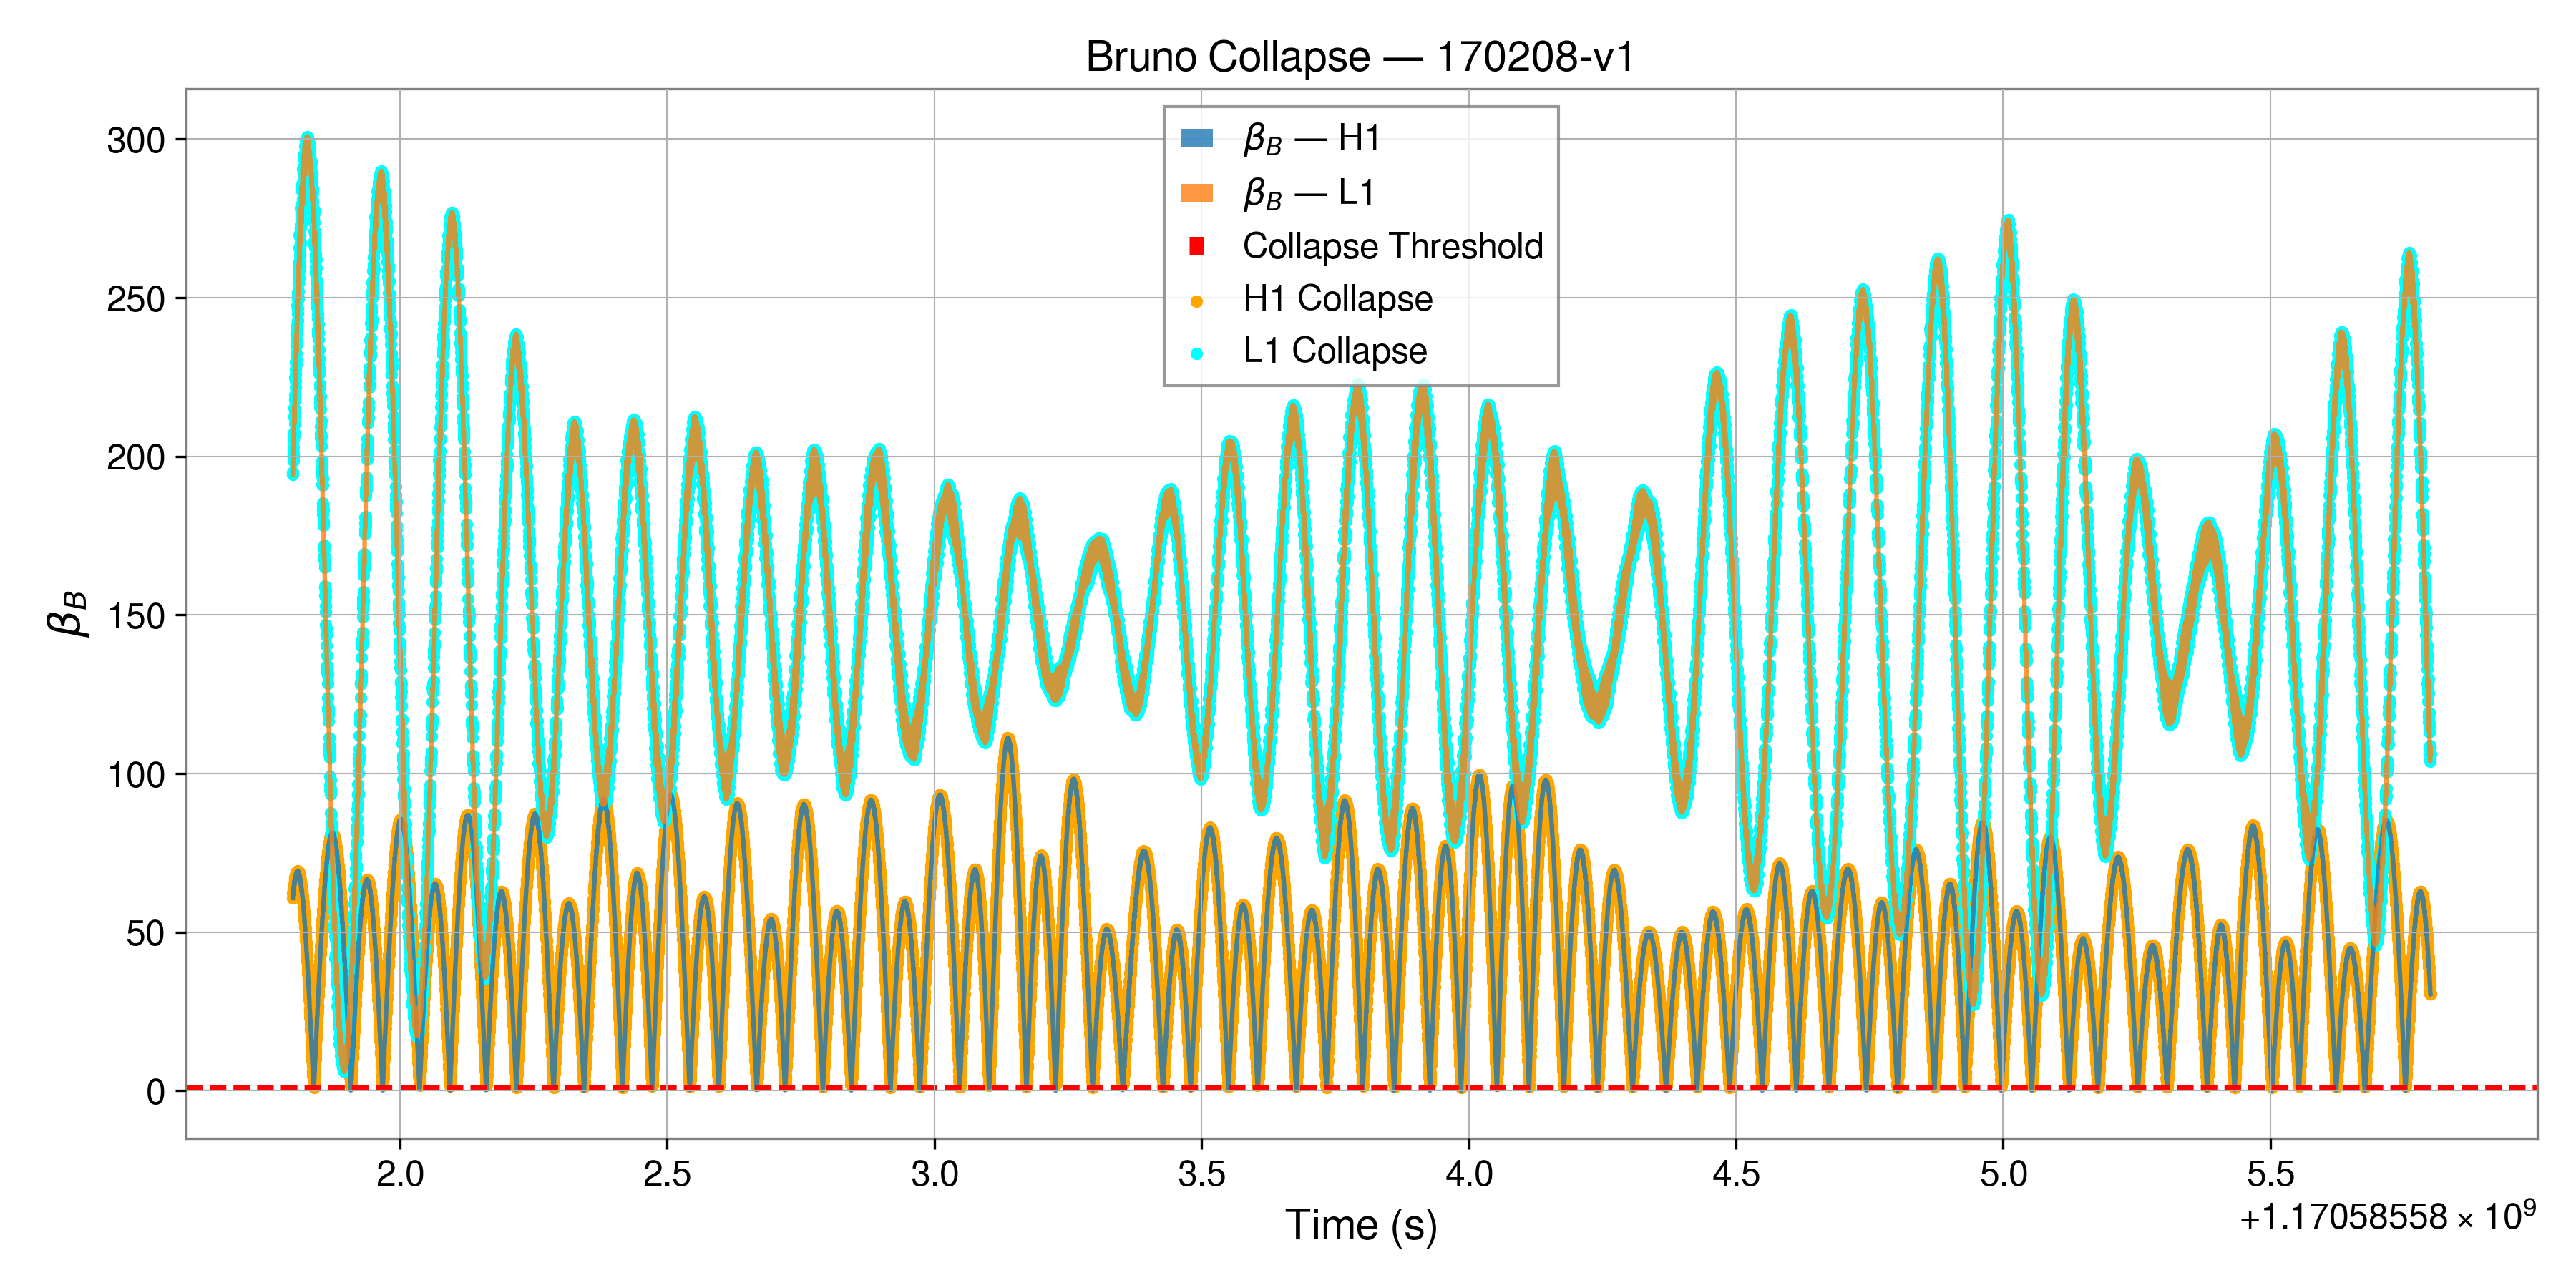 Bruno Collapse — 170208-v1
β_B — H1
β_B — L1
Collapse Threshold
H1 Collapse
L1 Collapse
300
250
200
150
100
50
0
β_B
2.0 2.5 3.0 3.5 4.0 4.5 5.0 5.5
Time (s)
+1.17058558 × 10^9